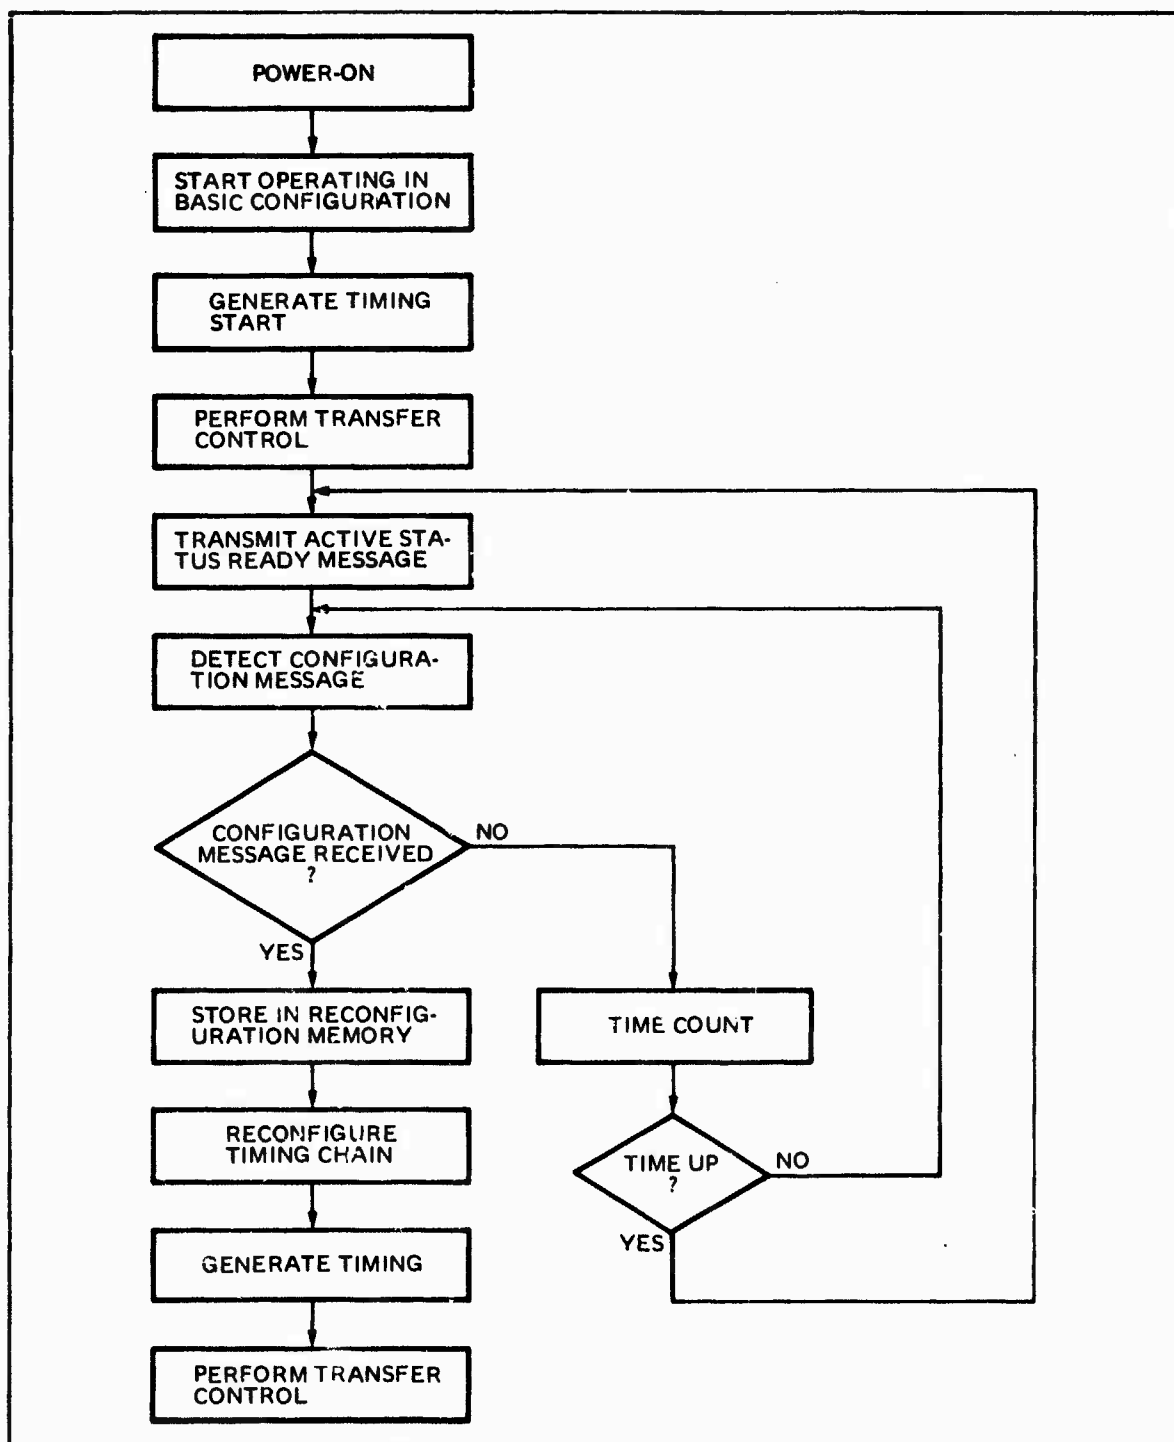 POWER-ON
START OPERATING IN
BASIC CONFIGURATION
GENERATE TIMING
START
PERFORM TRANSFER
CONTROL
TRANSMIT ACTIVE STA-
TUS READY MESSAGE
DETECT CONFIGURA-
TION MESSAGE
CONFIGURATION
MESSAGE RECEIVED
?
NO
YES
STORE IN RECONFIG-
URATION MEMORY
TIME COUNT
RECONFIGURE
TIMING CHAIN
TIME UP
?
NO
YES
GENERATE TIMING
PERFORM TRANSFER
CONTROL